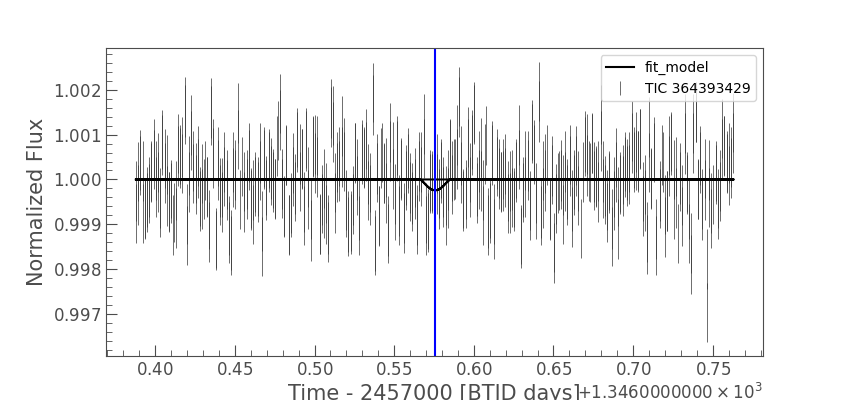 fit_model
TIC 364393429
1.002
1.001
1.000
0.999
0.998
0.997
Normalized Flux
0.40 0.45 0.50 0.55 0.60 0.65 0.70 0.75
Time - 2457000 [BTJD days]
+1.3460000000 × 10³